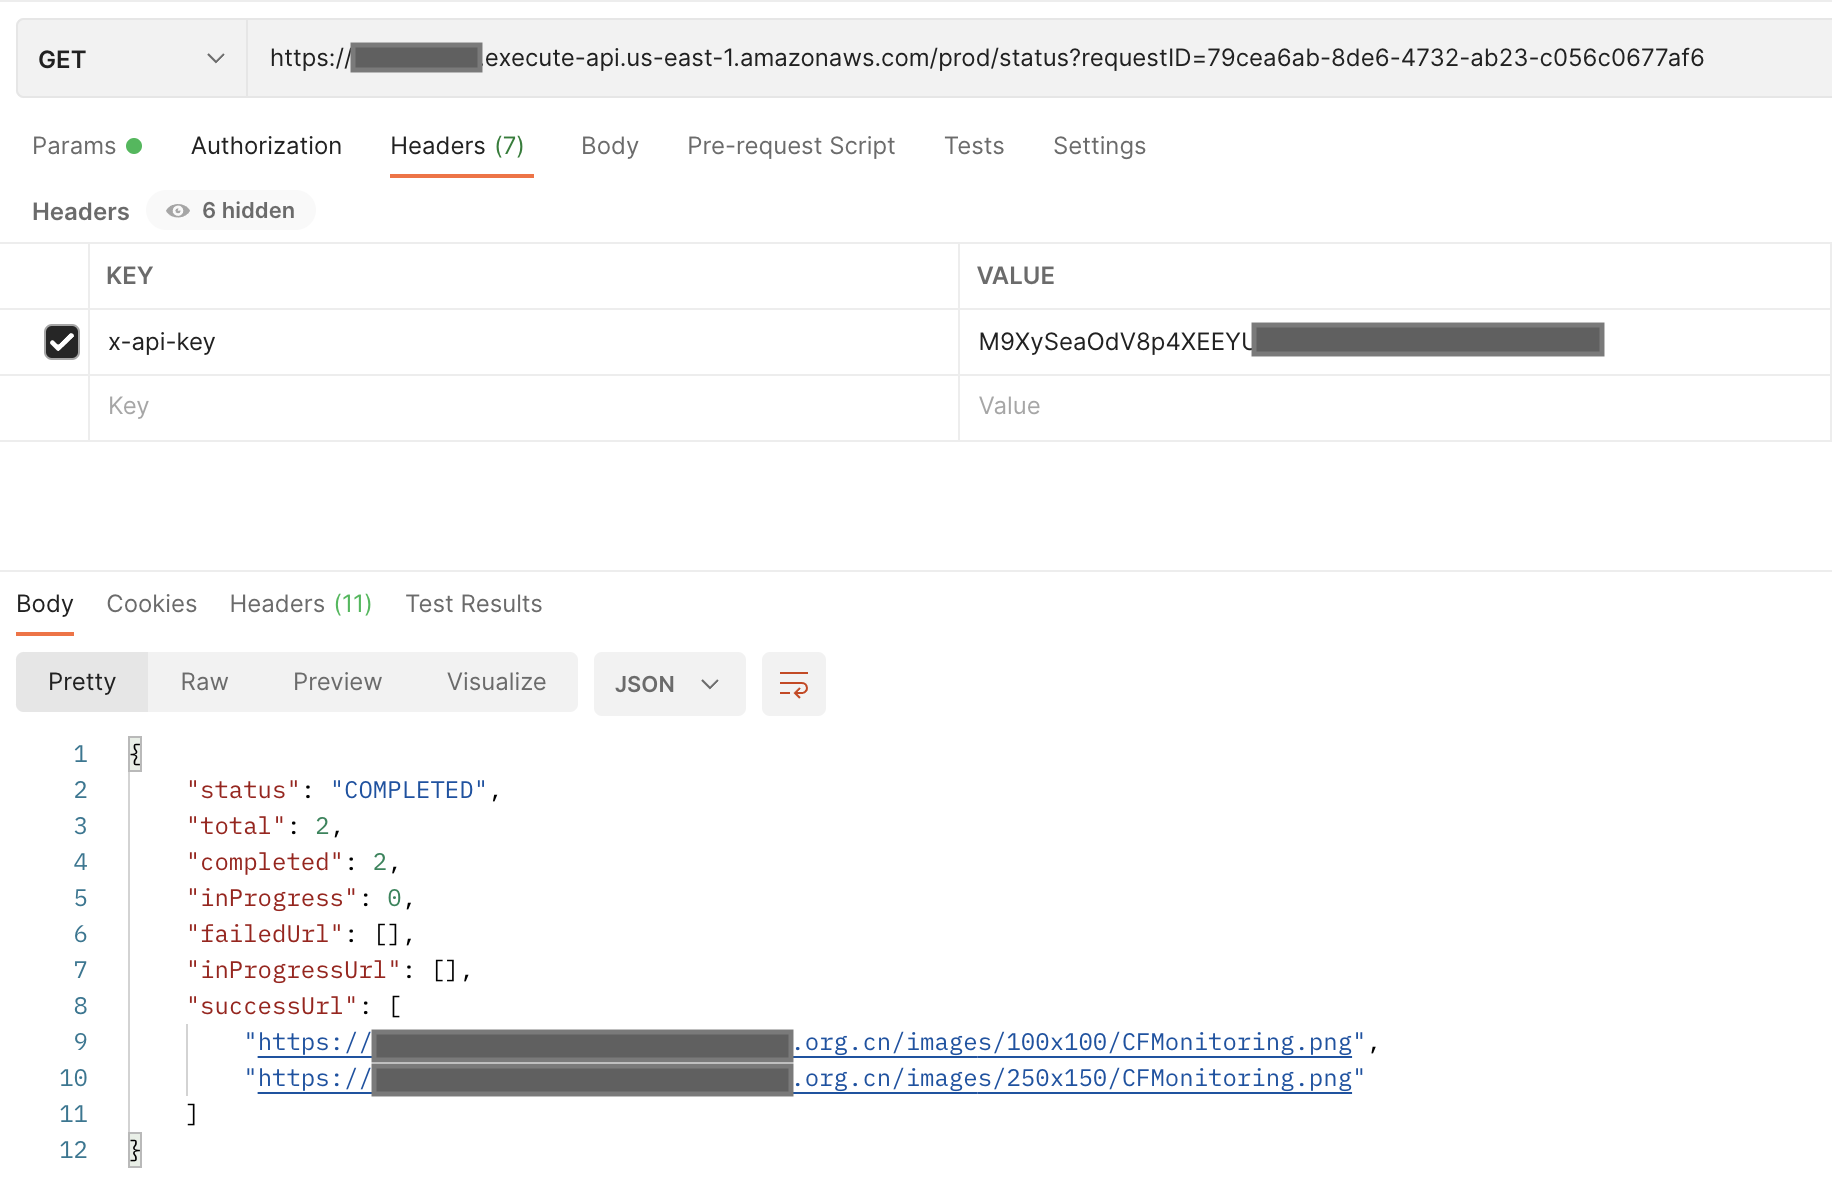 GET https://.execute-api.us-east-1.amazonaws.com/prod/status?requestID=79cea6ab-8de6-4732-ab23-c056c0677af6
Params Authorization Headers (7) Body Pre-request Script Tests Settings
Headers 6 hidden
KEY VALUE
x-api-key M9XySeaOdV8p4XEEYU
Key Value
Body Cookies Headers (11) Test Results
Pretty Raw Preview Visualize JSON
1 {
2 "status": "COMPLETED",
3 "total": 2,
4 "completed": 2,
5 "inProgress": 0,
6 "failedUrl": [],
7 "inProgressUrl": [],
8 "successUrl": [
9 "https://.org.cn/images/100x100/CFMonitoring.png",
10 "https://.org.cn/images/250x150/CFMonitoring.png"
11 ]
12 }